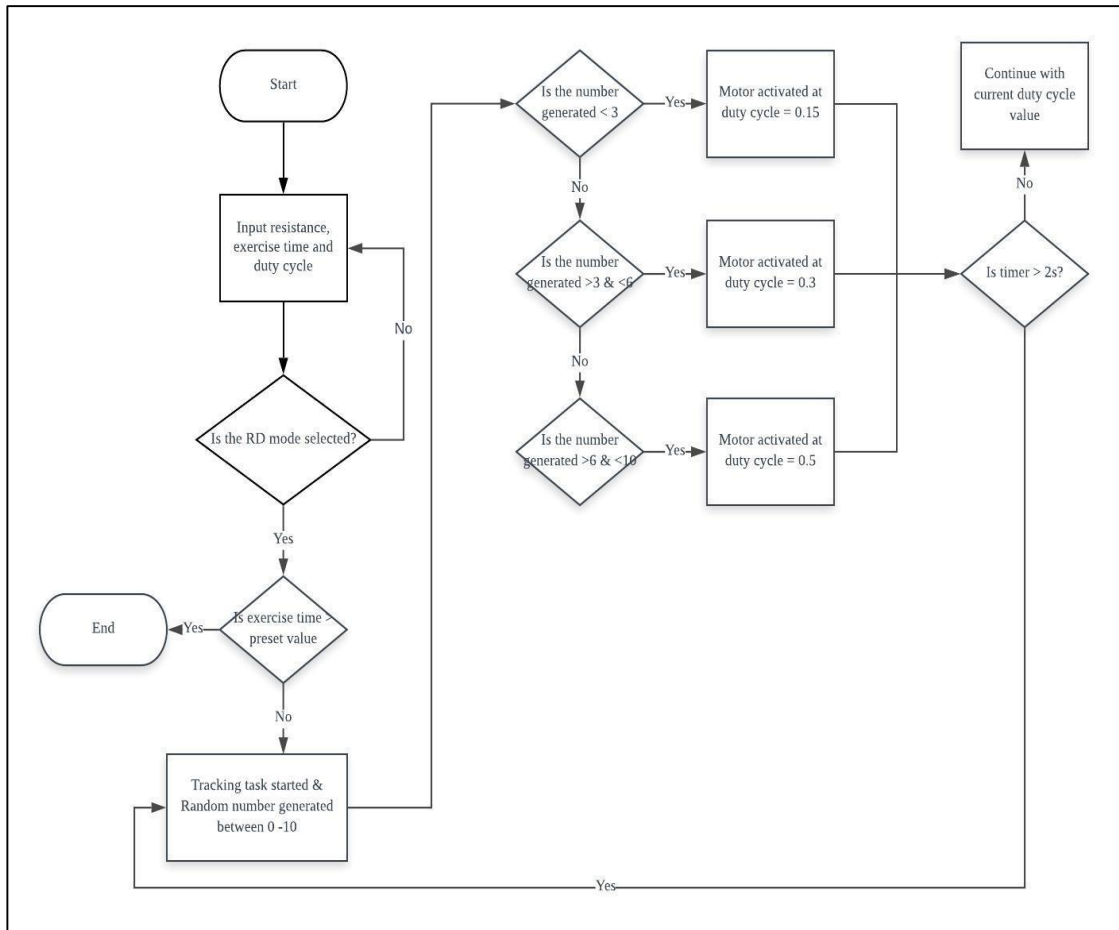 Start
Input resistance,
exercise time and
duty cycle
No
Is the RD mode selected?
Yes
Is exercise time >
preset value
Yes
End
No
Tracking task started &
Random number generated
between 0 -10
Is the number
generated < 3
Yes
Motor activated at
duty cycle = 0.15
No
Is the number
generated >3 & <6
Yes
Motor activated at
duty cycle = 0.3
No
Is the number
generated >6 & <10
Yes
Motor activated at
duty cycle = 0.5
Continue with
current duty cycle
value
No
Is timer > 2s?
Yes